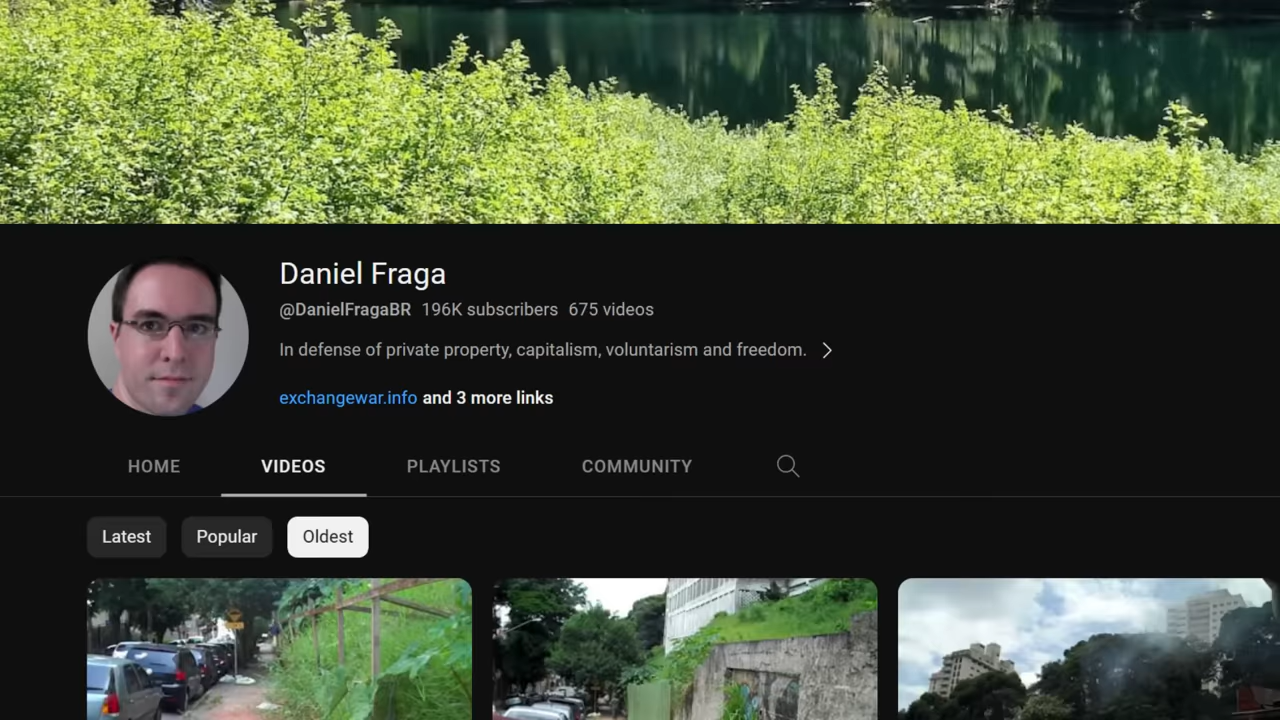 Daniel Fraga
@DanielFragaBR 196K subscribers 675 videos
In defense of private property, capitalism, voluntarism and freedom.
exchangewar.info and 3 more links
HOME VIDEOS PLAYLISTS COMMUNITY
Latest Popular Oldest